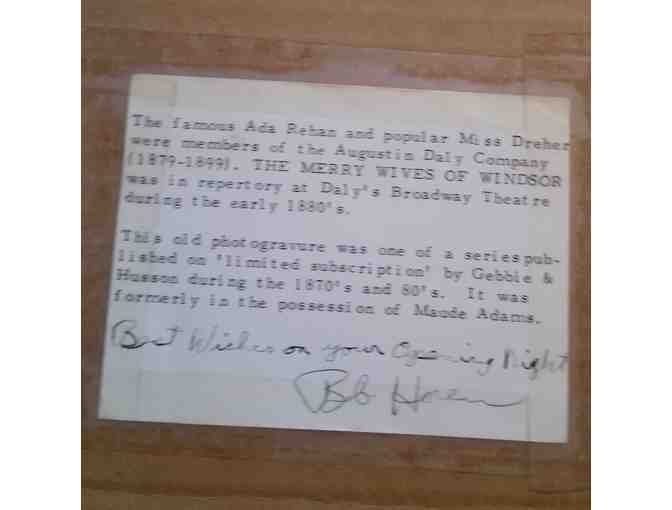 The famous Ada Rehan and popular Miss Dreher
were members of the Augustin Daly Company
(1879-1899). THE MERRY WIVES OF WINDSOR
was in repertory at Daly's Broadway Theatre
during the early 1880's.
This old photogravure was one of a series pub-
lished on 'limited subscription' by Gebbie &
Husson during the 1870's and 80's. It was
formerly in the possession of Maude Adams.
Best Wishes on your Opening Night
Bob